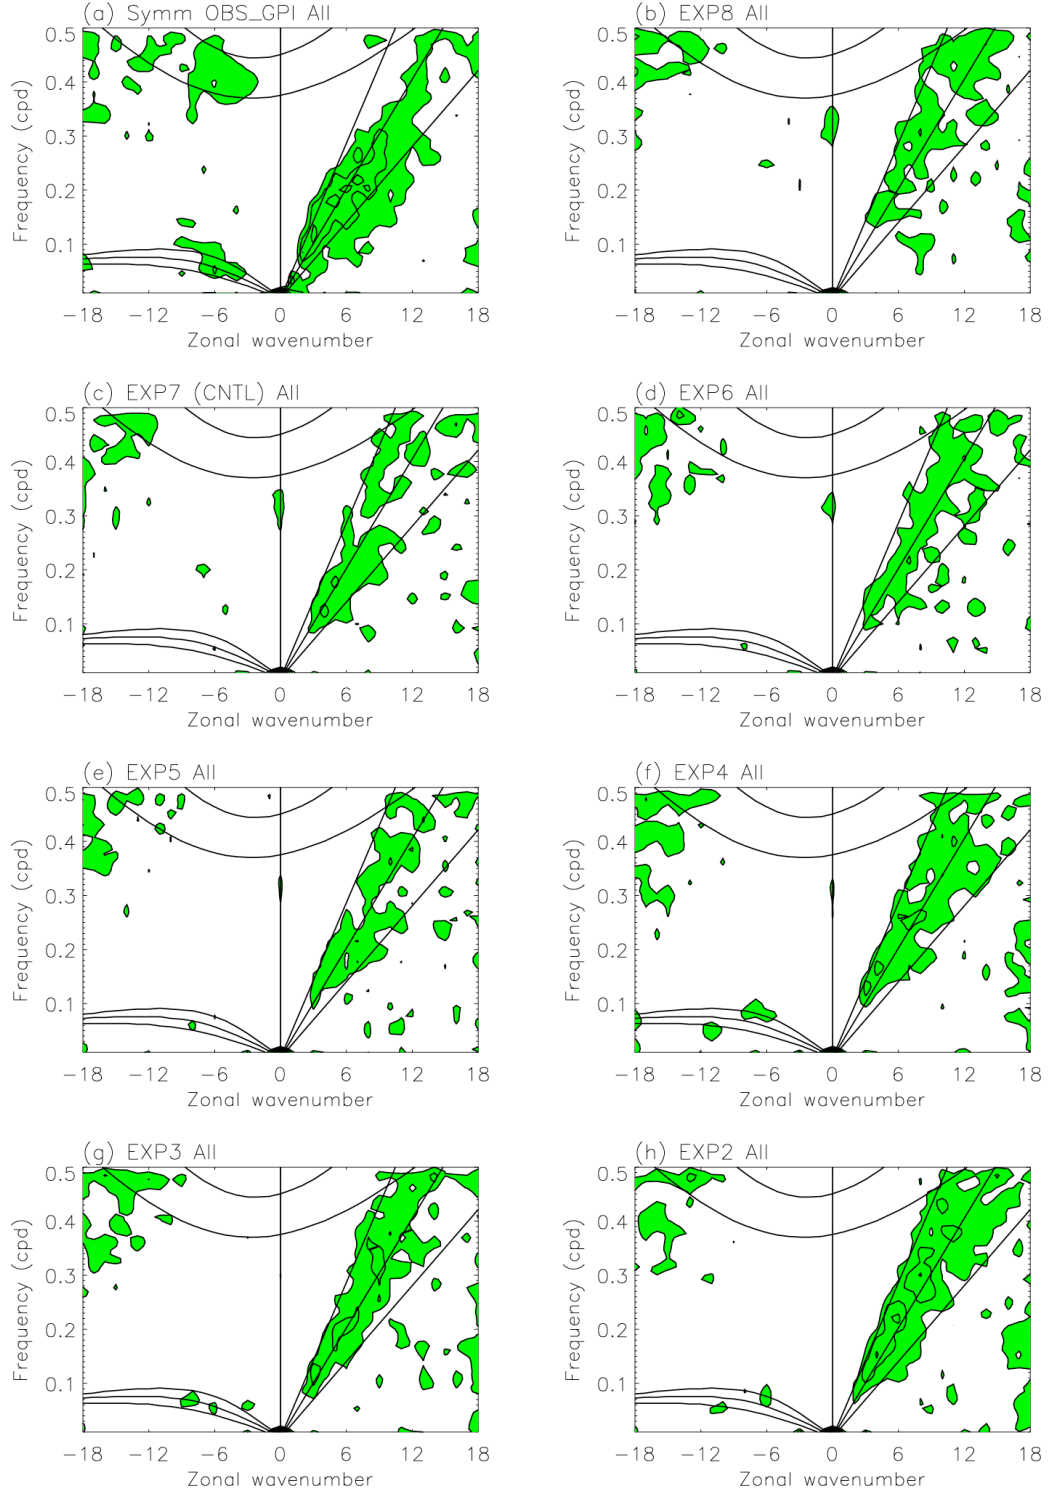 (a) Symm OBS_GPI All
Frequency (cpd)
0.5
0.4
0.3
0.2
0.1
-18 -12 -6 0 6 12 18
Zonal wavenumber
(b) EXP8 All
Frequency (cpd)
0.5
0.4
0.3
0.2
0.1
-18 -12 -6 0 6 12 18
Zonal wavenumber
(c) EXP7 (CNTL) All
Frequency (cpd)
0.5
0.4
0.3
0.2
0.1
-18 -12 -6 0 6 12 18
Zonal wavenumber
(d) EXP6 All
Frequency (cpd)
0.5
0.4
0.3
0.2
0.1
-18 -12 -6 0 6 12 18
Zonal wavenumber
(e) EXP5 All
Frequency (cpd)
0.5
0.4
0.3
0.2
0.1
-18 -12 -6 0 6 12 18
Zonal wavenumber
(f) EXP4 All
Frequency (cpd)
0.5
0.4
0.3
0.2
0.1
-18 -12 -6 0 6 12 18
Zonal wavenumber
(g) EXP3 All
Frequency (cpd)
0.5
0.4
0.3
0.2
0.1
-18 -12 -6 0 6 12 18
Zonal wavenumber
(h) EXP2 All
Frequency (cpd)
0.5
0.4
0.3
0.2
0.1
-18 -12 -6 0 6 12 18
Zonal wavenumber